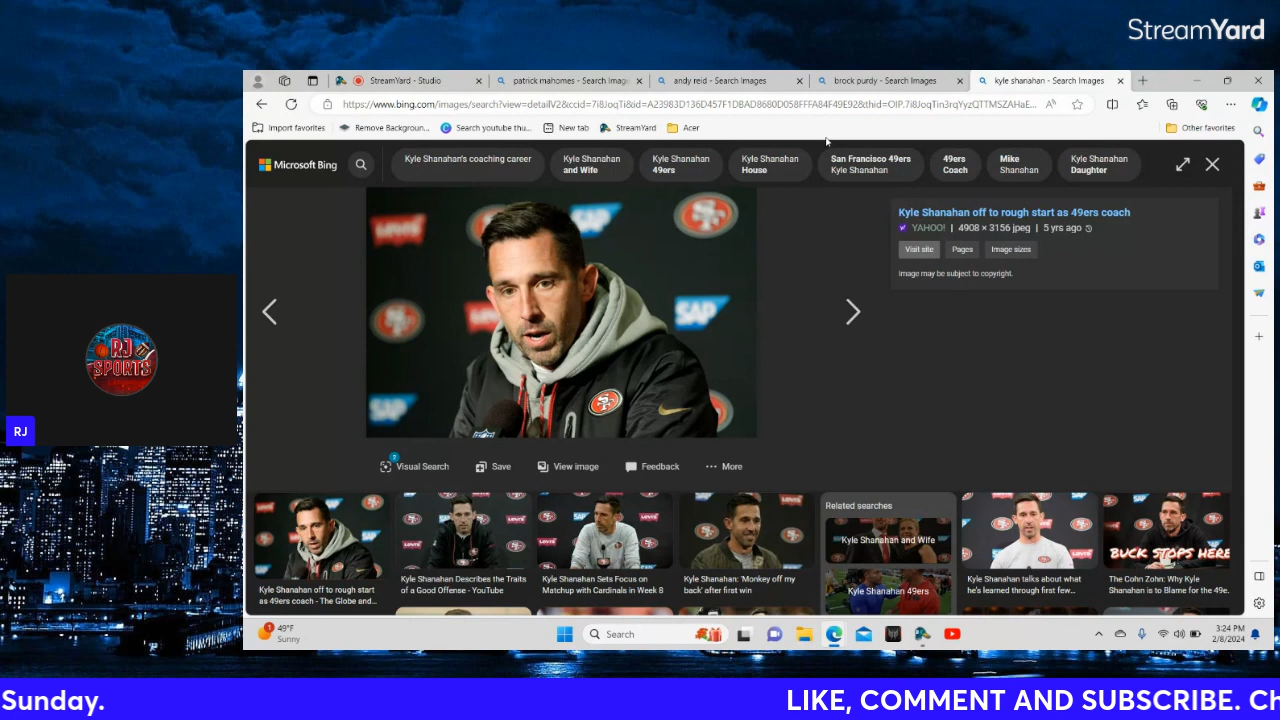 StreamYard
StreamYard - Studio
patrick mahomes - Search Image
andy reid - Search Images
brock purdy - Search Images
kyle shanahan - Search Images
Import favorites
Remove Backgroun...
Search youtube thu...
New tab
StreamYard
Acer
Other favorites
Microsoft Bing
Kyle Shanahan's coaching career
Kyle Shanahan
and Wife
Kyle Shanahan
49ers
Kyle Shanahan
House
San Francisco 49ers
Kyle Shanahan
49ers
Coach
Mike
Shanahan
Kyle Shanahan
Daughter
LEVI'S
SAP
SAP
SF
NFL
Kyle Shanahan off to rough start as 49ers coach
YAHOO! | 4908 × 3156 jpeg | 5 yrs ago
Visit site
Pages
Image sizes
Image may be subject to copyright.
RJ
SPORTS
RJ
Visual Search
Save
View image
Feedback
More
Kyle Shanahan off to rough start
as 49ers coach - The Globe and...
Kyle Shanahan Describes the Traits
of a Good Offense - YouTube
Kyle Shanahan Sets Focus on
Matchup with Cardinals in Week 8
Kyle Shanahan: 'Monkey off my
back' after first win
Related searches
Kyle Shanahan and Wife
Kyle Shanahan 49ers
Kyle Shanahan talks about what
he's learned through first few...
BUCK STOPS HERE
The Cohn Zohn: Why Kyle
Shanahan is to Blame for the 49e...
1
49°F
Sunny
Search
3:24 PM
2/8/2024
Sunday.
LIKE, COMMENT AND SUBSCRIBE. Ch